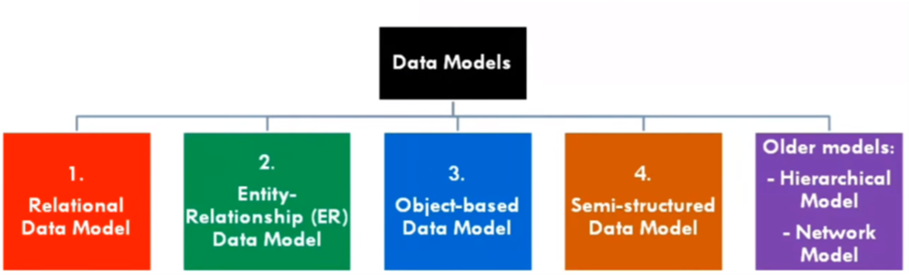 Data Models
1.
Relational
Data Model
2.
Entity-
Relationship (ER)
Data Model
3.
Object-based
Data Model
4.
Semi-structured
Data Model
Older models:
- Hierarchical
Model
- Network
Model